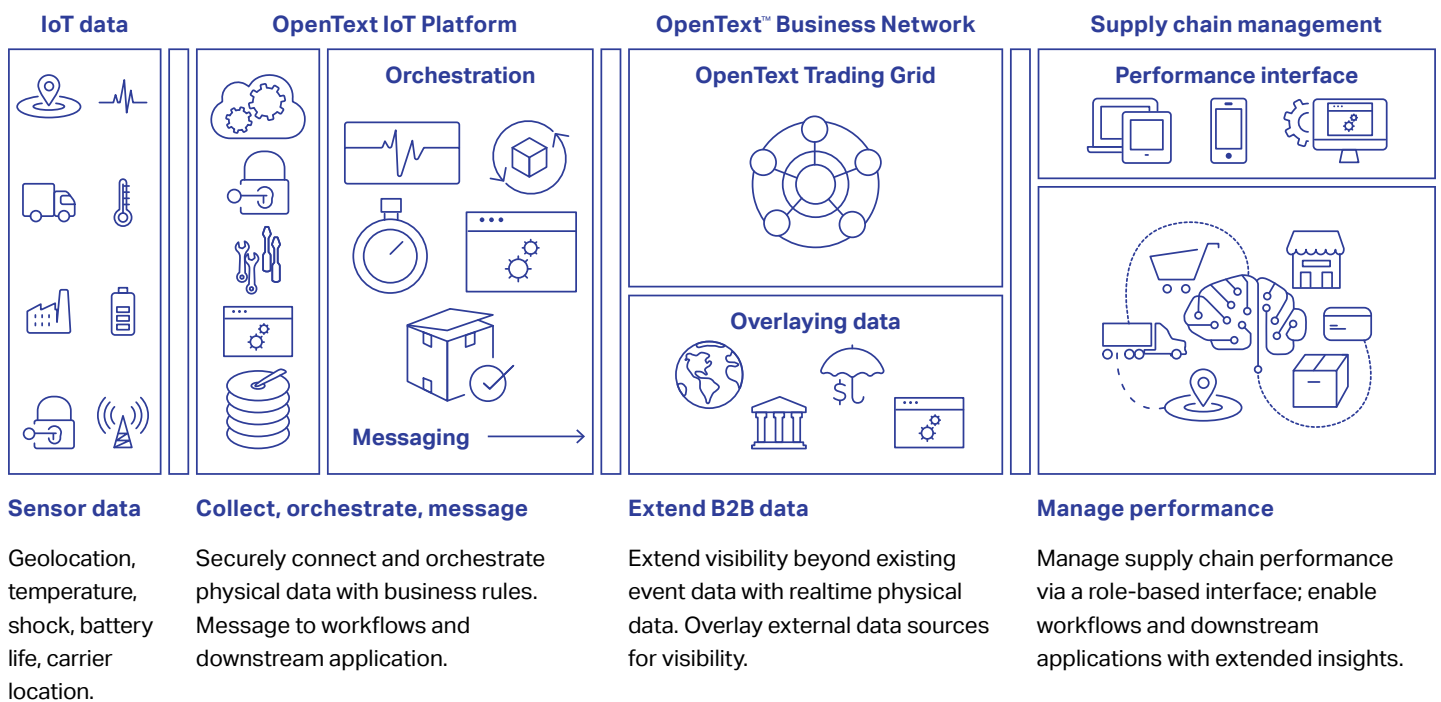 IoT data
OpenText IoT Platform
OpenText™ Business Network
Supply chain management
Orchestration
Messaging
OpenText Trading Grid
Overlaying data
$
Performance interface
Sensor data
Geolocation,
temperature,
shock, battery
life, carrier
location.
Collect, orchestrate, message
Securely connect and orchestrate
physical data with business rules.
Message to workflows and
downstream application.
Extend B2B data
Extend visibility beyond existing
event data with realtime physical
data. Overlay external data sources
for visibility.
Manage performance
Manage supply chain performance
via a role-based interface; enable
workflows and downstream
applications with extended insights.